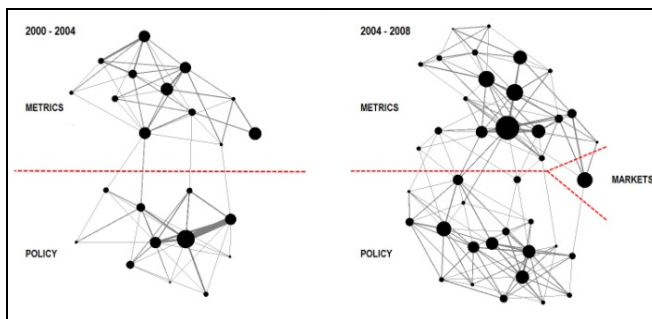 2000 - 2004
METRICS
POLICY
2004 - 2008
METRICS
MARKETS
POLICY